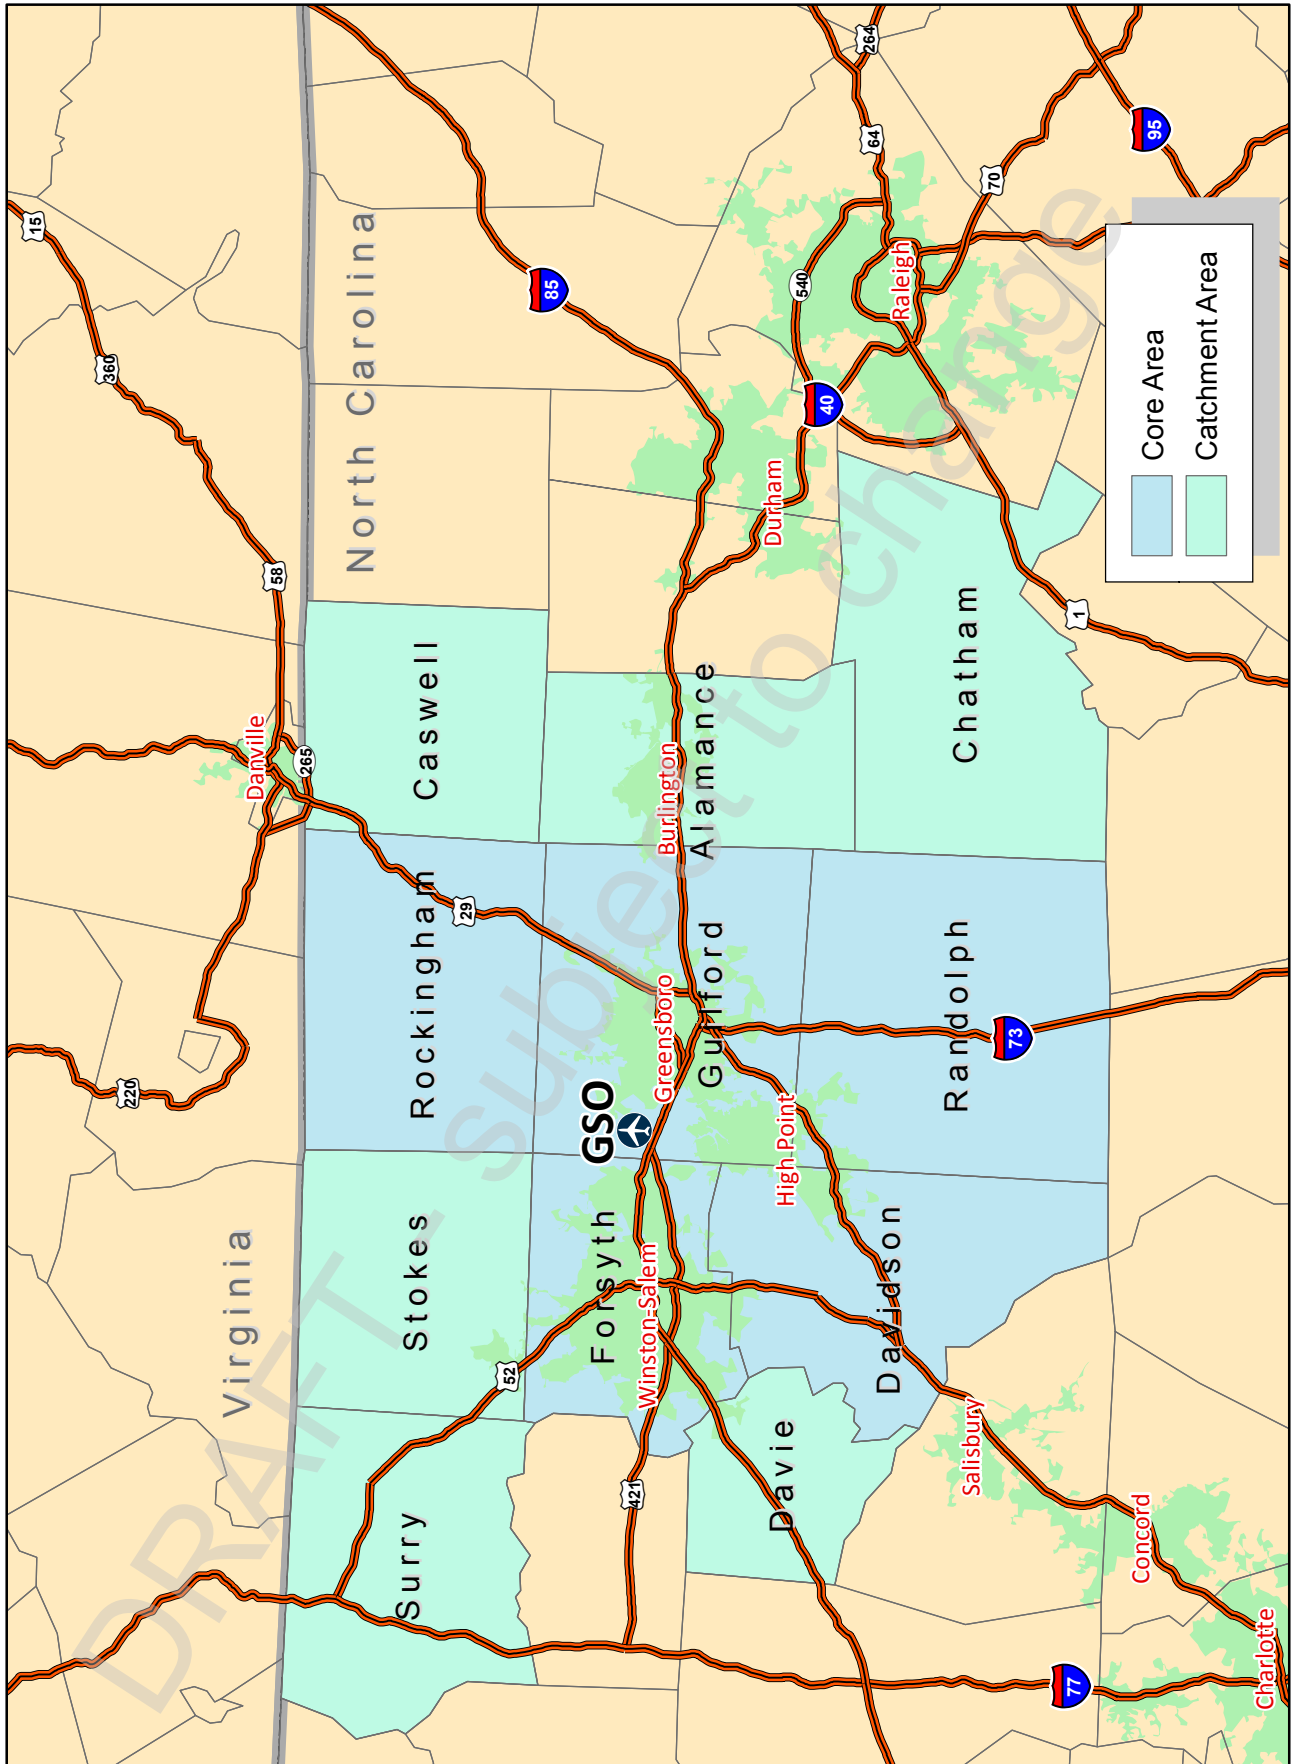 DRAFT - subject to change
Virginia
North Carolina
15
360
58
220
265
Danville
85
29
52
421
77
73
40
540
64
264
70
95
1
Surry
Stokes
Rockingham
Caswell
Forsyth
GSO
Guilford
Alamance
Davie
Davidson
Randolph
Chatham
Winston-Salem
Greensboro
High Point
Burlington
Durham
Raleigh
Salisbury
Concord
Charlotte
Core Area
Catchment Area